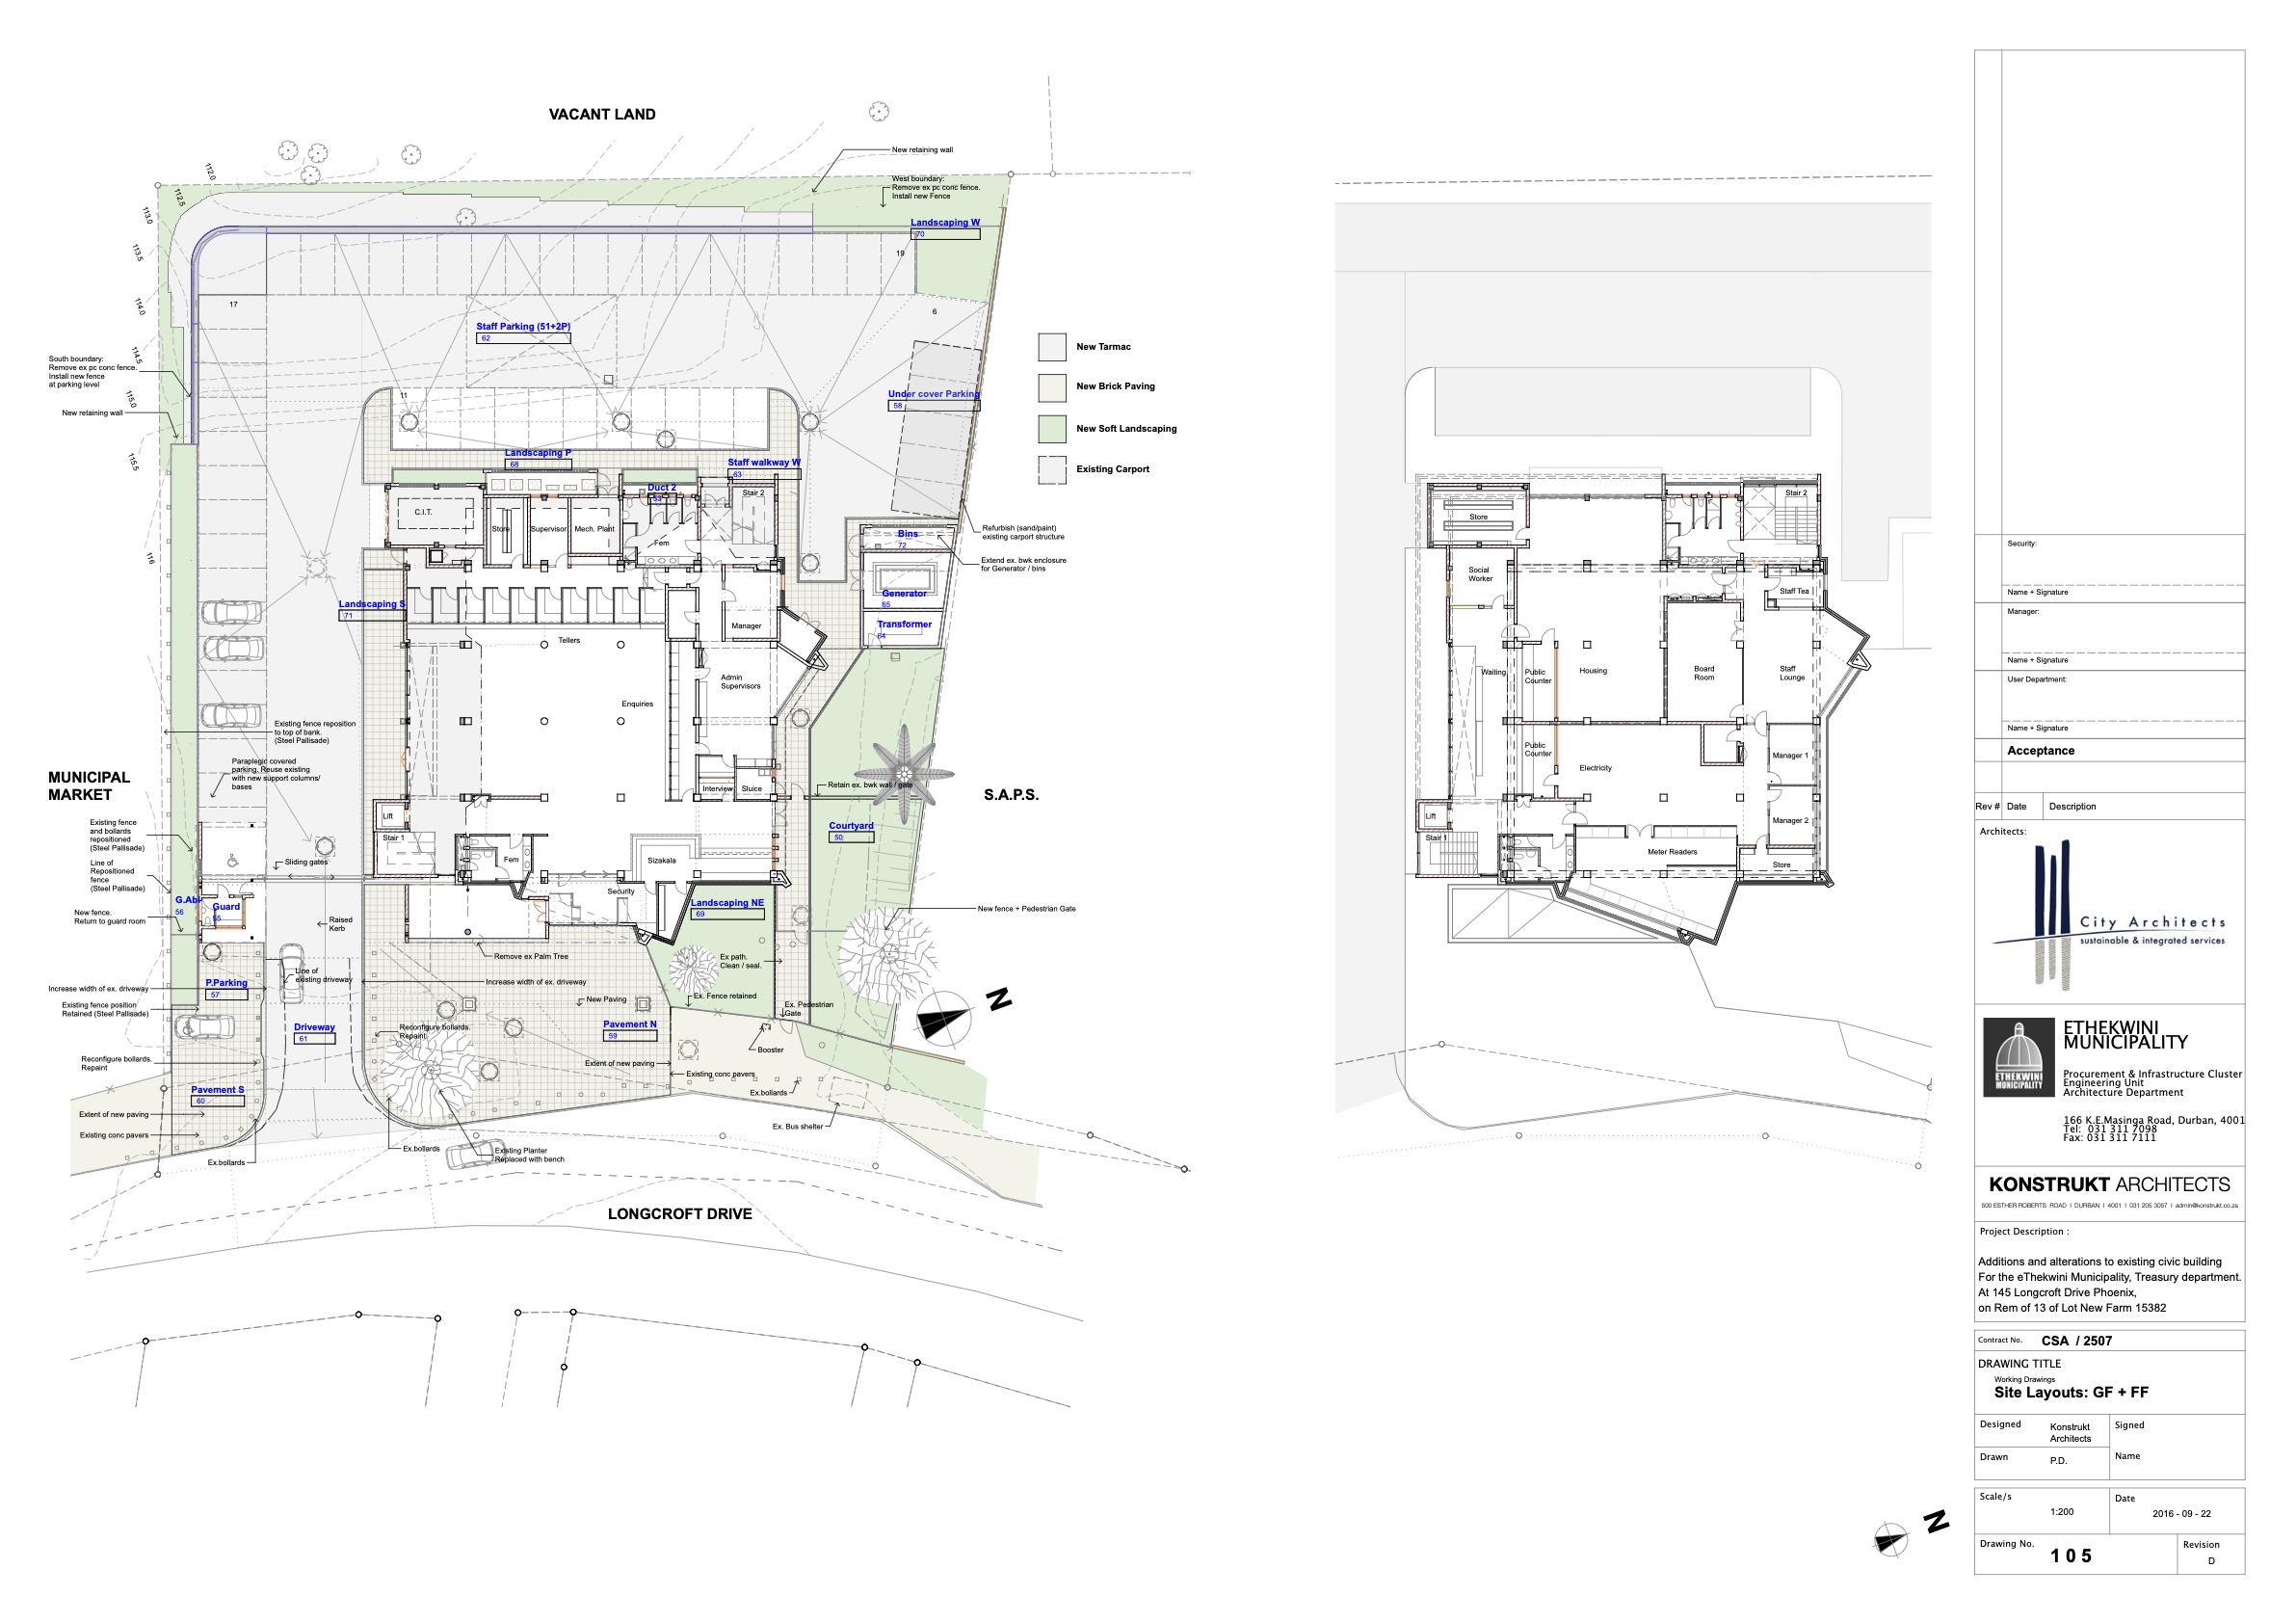 VACANT LAND
New retaining wall
West boundary:
Remove ex pc conc fence.
Install new Fence
112.0
112.5
113.0
113.5
114.0
114.5
115.0
115.5
116
Landscaping W
70
19
17
6
11
Staff Parking (51+2P)
62
South boundary:
Remove ex pc conc fence.
Install new fence
at parking level
New retaining wall
Under cover Parking
58
New Tarmac
New Brick Paving
New Soft Landscaping
Existing Carport
Landscaping P
68
Staff walkway W
63
Duct 2
53
Stair 2
C.I.T.
Store
Supervisor
Mech. Plant
Fem
Refurbish (sand/paint)
existing carport structure
Bins
72
Extend ex. bwk enclosure
for Generator / bins
Generator
65
Transformer
64
Landscaping S
71
Manager
Tellers
Admin
Supervisors
Enquiries
Existing fence reposition
to top of bank.
(Steel Pallisade)
Paraplegic covered
parking. Reuse existing
with new support columns/
bases
MUNICIPAL
MARKET
Interview
Sluice
Retain ex. bwk wall / gate
S.A.P.S.
Lift
Stair 1
Courtyard
50
Existing fence
and bollards
repositioned
(Steel Pallisade)
Line of
Repositioned
fence
(Steel Pallisade)
Sliding gates
Fem
Sizakala
Security
G.Abl
56
Guard
55
New fence.
Return to guard room
Raised
Kerb
Landscaping NE
69
New fence + Pedestrian Gate
Remove ex Palm Tree
Ex path.
Clean / seal.
Line of
existing driveway
Increase width of ex. driveway
Increase width of ex. driveway
P.Parking
57
Existing fence position
Retained (Steel Pallisade)
New Paving
Ex. Fence retained
Ex. Pedestrian
Gate
N
Driveway
61
Reconfigure bollards.
Repaint
Pavement N
59
Booster
Reconfigure bollards.
Repaint
Extent of new paving
Existing conc pavers
Ex.bollards
Pavement S
60
Extent of new paving
Existing conc pavers
Ex.bollards
Ex.bollards
Existing Planter
Replaced with bench
Ex. Bus shelter
LONGCROFT DRIVE
Store
Stair 2
Social
Worker
Staff Tea
Waiting
Public
Counter
Housing
Board
Room
Staff
Lounge
Public
Counter
Electricity
Manager 1
Manager 2
Lift
Stair 1
Meter Readers
Store
N
Security:
Name + Signature
Manager:
Name + Signature
User Department:
Name + Signature
Acceptance
Rev # Date Description
Architects:
City Architects
sustainable & integrated services
ETHEKWINI
MUNICIPALITY
ETHEKWINI
MUNICIPALITY
Procurement & Infrastructure Cluster
Engineering Unit
Architecture Department
166 K.E.Masinga Road, Durban, 4001
Tel: 031 311 7098
Fax: 031 311 7111
KONSTRUKT ARCHITECTS
500 ESTHER ROBERTS ROAD I DURBAN I 4001 I 031 205 3057 I admin@konstrukt.co.za
Project Description :
Additions and alterations to existing civic building
For the eThekwini Municipality, Treasury department.
At 145 Longcroft Drive Phoenix,
on Rem of 13 of Lot New Farm 15382
Contract No. CSA / 2507
DRAWING TITLE
Working Drawings
Site Layouts: GF + FF
Designed Konstrukt
Architects
Signed
Drawn P.D.
Name
Scale/s
1:200
Date
2016 - 09 - 22
Drawing No. 1 0 5
Revision
D